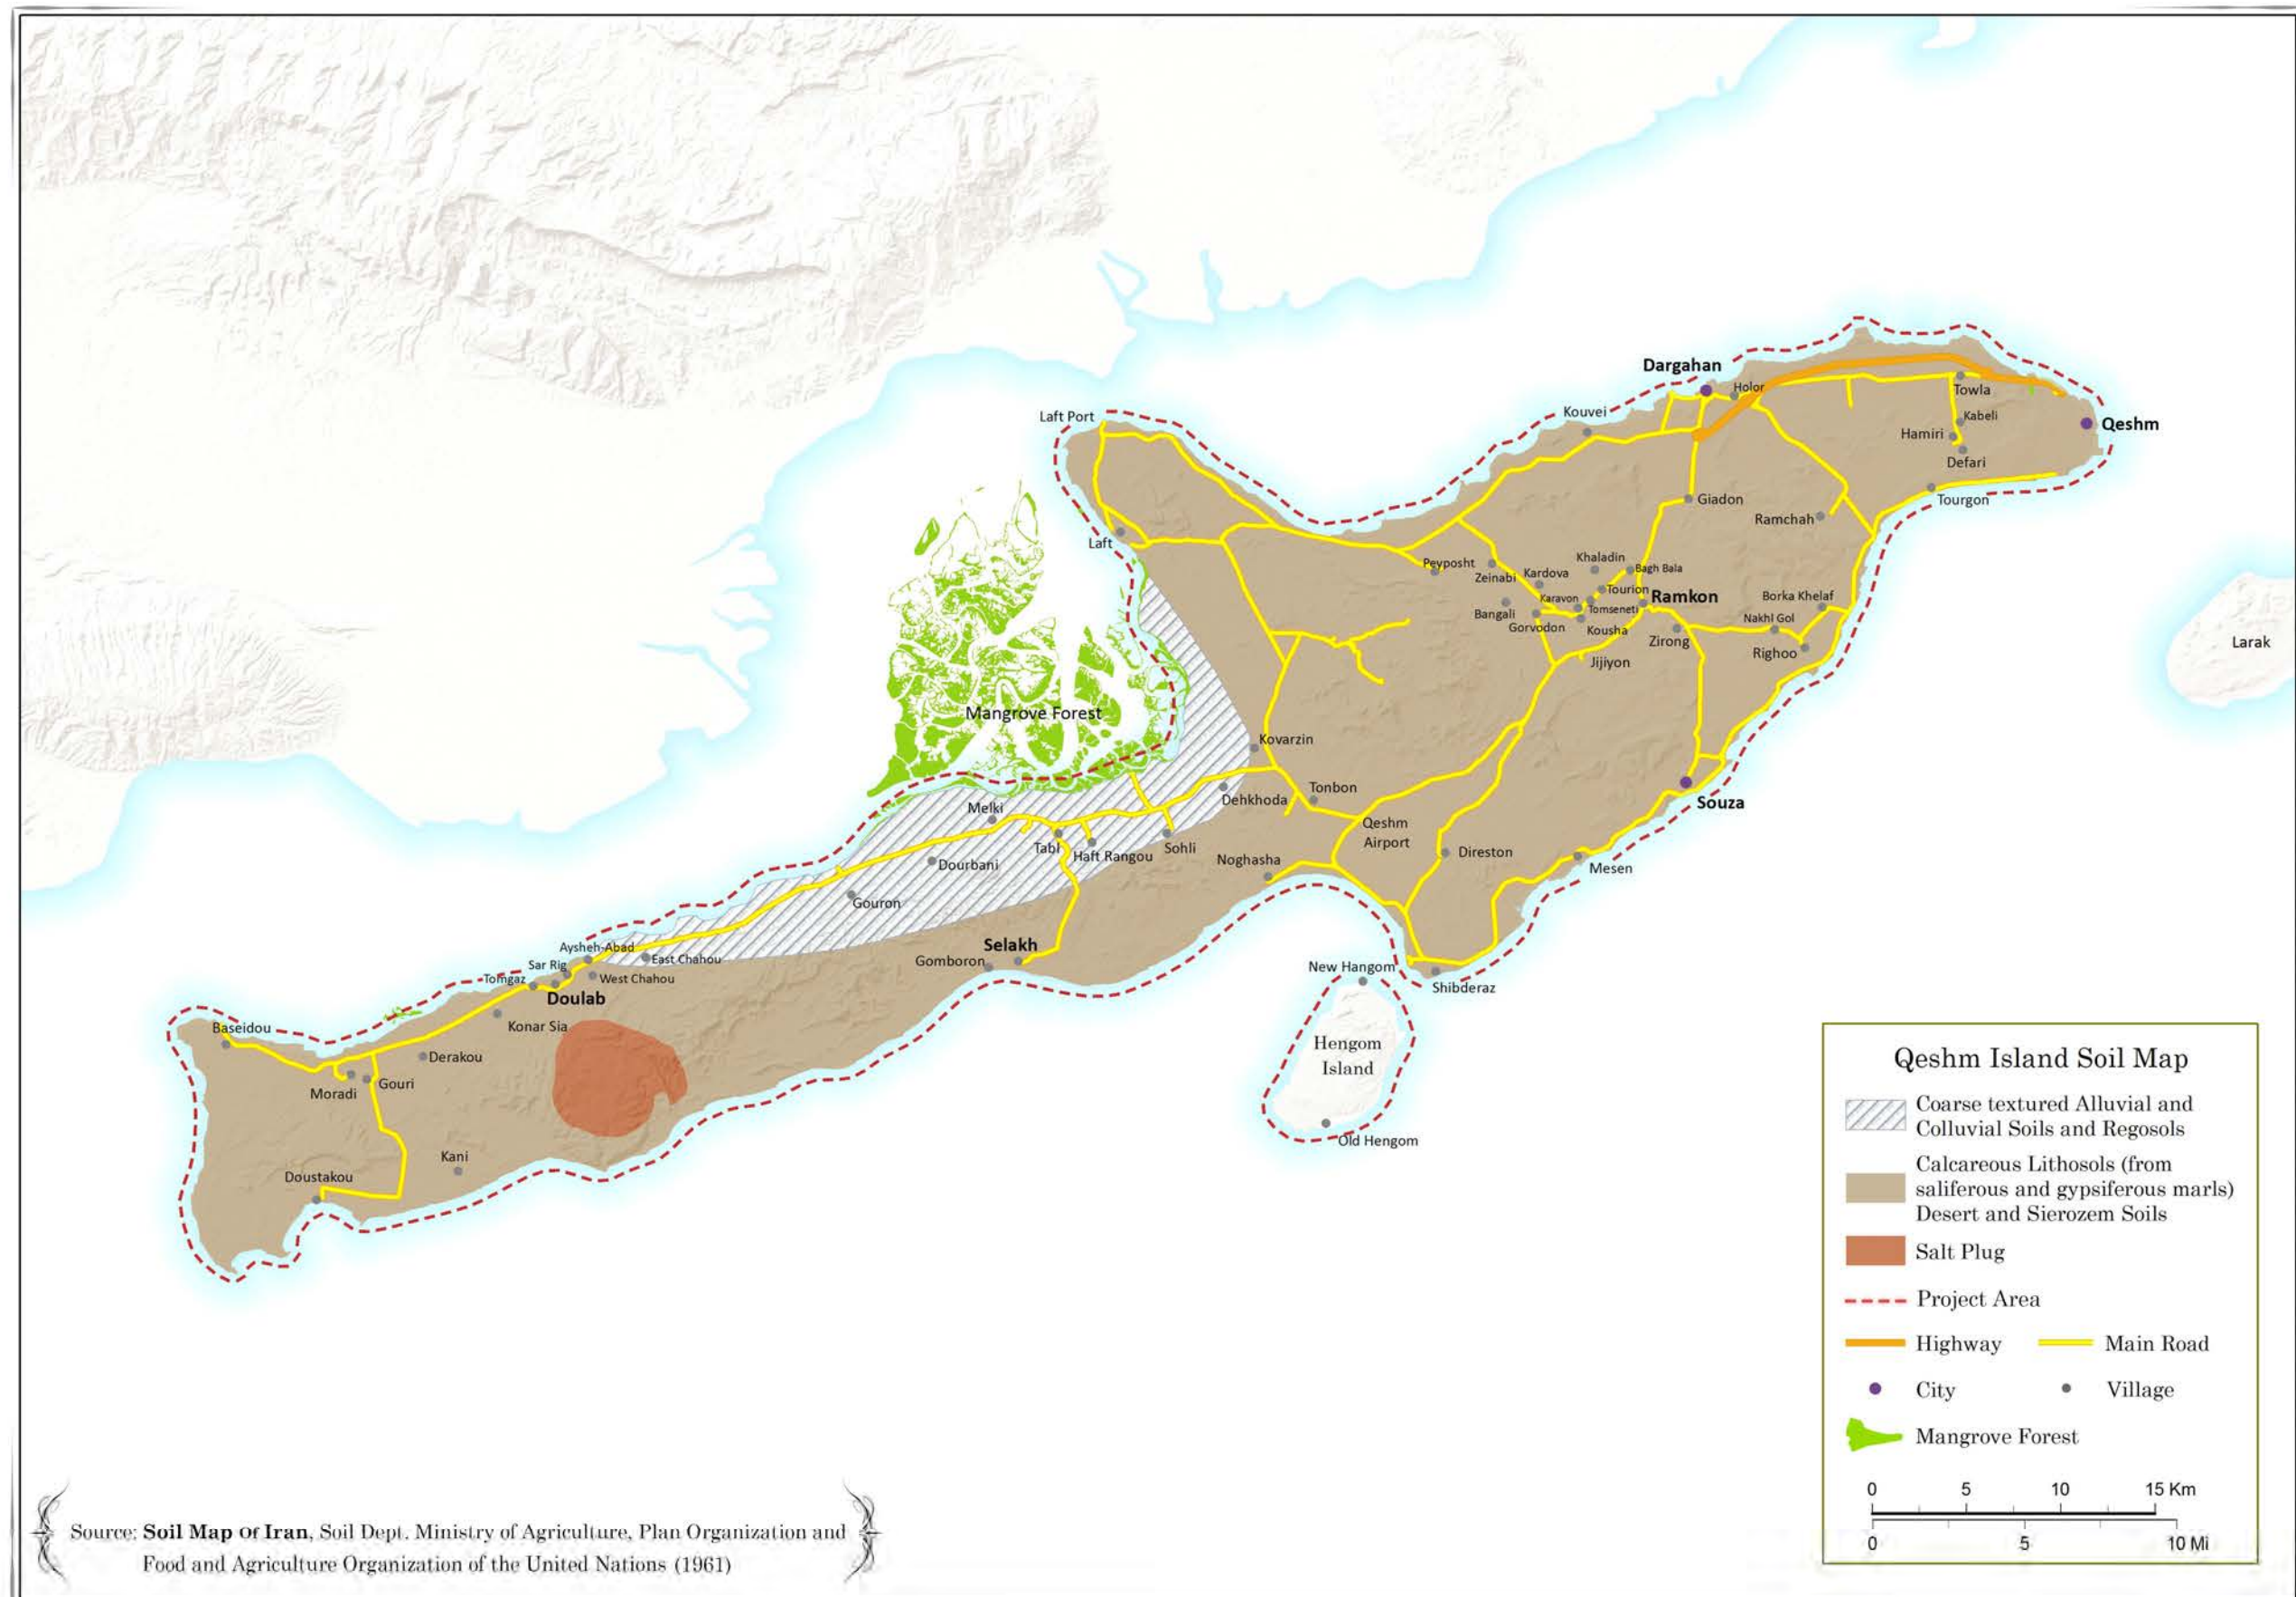 Dargahan
Holor
Towla
Laft Port
Kouvei
Kabeli
Qeshm
Hamiri
Defari
Giadon
Tourgon
Ramchah
Laft
Khaladin
Peyposht
Bagh Bala
Kardova
Zeinabi
Tourion
Ramkon
Borka Khelaf
Karavon
Tomseneti
Bangali
Nakhl Gol
Gorvodon
Kousha
Zirong
Larak
Righoo
Jijiyon
Mangrove Forest
Kovarzin
Tonbon
Dehkhoda
Souza
Melki
Qeshm
Airport
Tabl
Haft Rangou
Sohli
Direston
Noghasha
Dourbani
Mesen
Gouron
Selakh
Aysheh-Abad
East Chahou
Gomboron
Sar Rig
New Hangom
Tomgaz
West Chahou
Shibderaz
Doulab
Konar Sia
Baseidou
Hengom
Island
Derakou
Gouri
Moradi
Old Hengom
Kani
Doustakou
Qeshm Island Soil Map
Coarse textured Alluvial and
Colluvial Soils and Regosols
Calcareous Lithosols (from
saliferous and gypsiferous marls)
Desert and Sierozem Soils
Salt Plug
Project Area
Highway Main Road
City Village
Mangrove Forest
0 5 10 15 Km
0 5 10 Mi
Source: Soil Map Of Iran, Soil Dept. Ministry of Agriculture, Plan Organization and
Food and Agriculture Organization of the United Nations (1961)